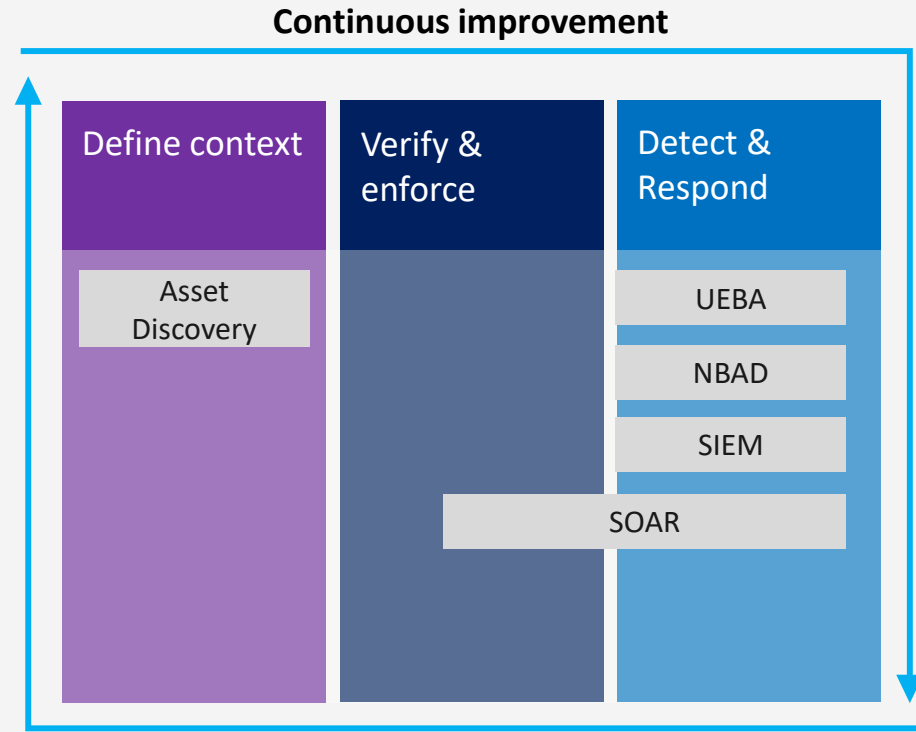 Continuous improvement
Define context
Verify &
enforce
Detect &
Respond
Asset
Discovery
UEBA
NBAD
SIEM
SOAR